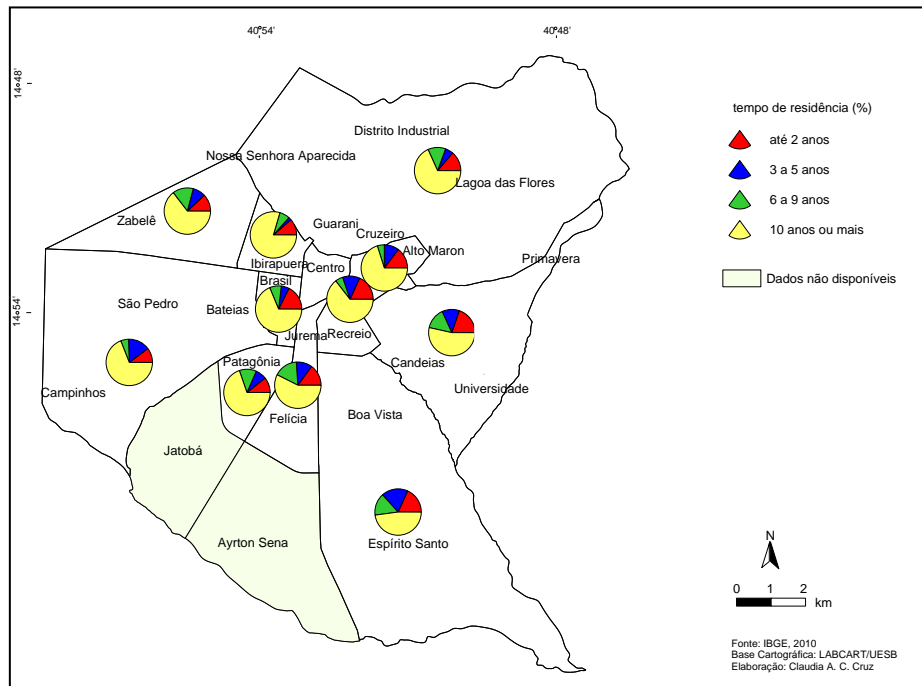 40°54'
40°48'
14°48'
tempo de residência (%)
até 2 anos
3 a 5 anos
6 a 9 anos
10 anos ou mais
Dados não disponíveis
Distrito Industrial
Nossa Senhora Aparecida
Lagoa das Flores
Zabelê
Guarani
Cruzeiro
Alto Maron
Primavera
Ibirapuera
Centro
Brasil
São Pedro
Bateias
14°54'
Jurema
Recreio
Patagônia
Candeias
Campinhos
Universidade
Felícia
Boa Vista
Jatobá
Ayrton Sena
Espírito Santo
N
0 1 2
km
Fonte: IBGE, 2010
Base Cartográfica: LABCART/UESB
Elaboração: Claudia A. C. Cruz